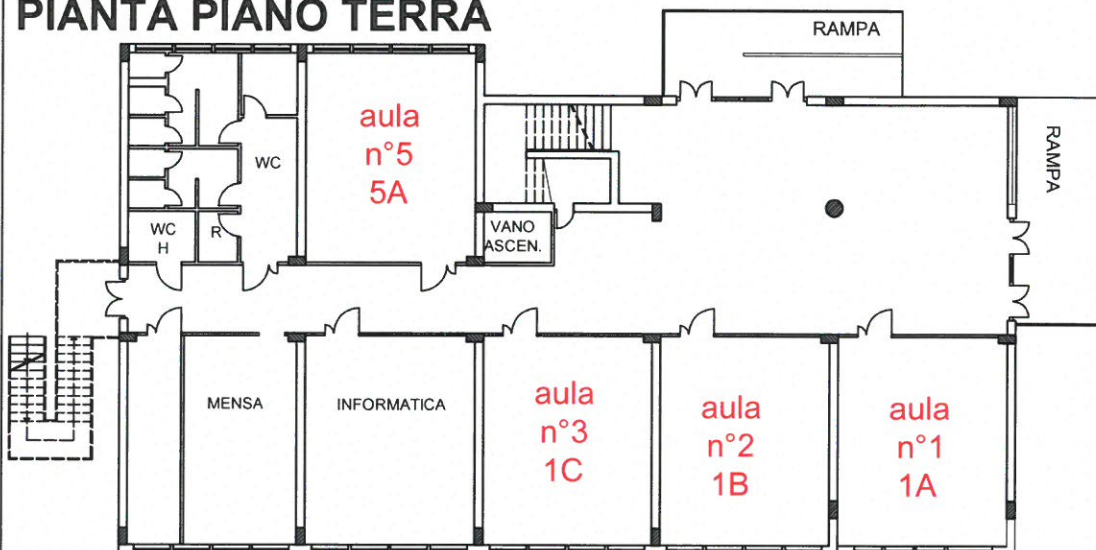 PIANTA PIANO TERRA
RAMPA
RAMPA
aula
n°5
5A
WC
WC
H
R
VANO
ASCEN.
MENSA
INFORMATICA
aula
n°3
1C
aula
n°2
1B
aula
n°1
1A